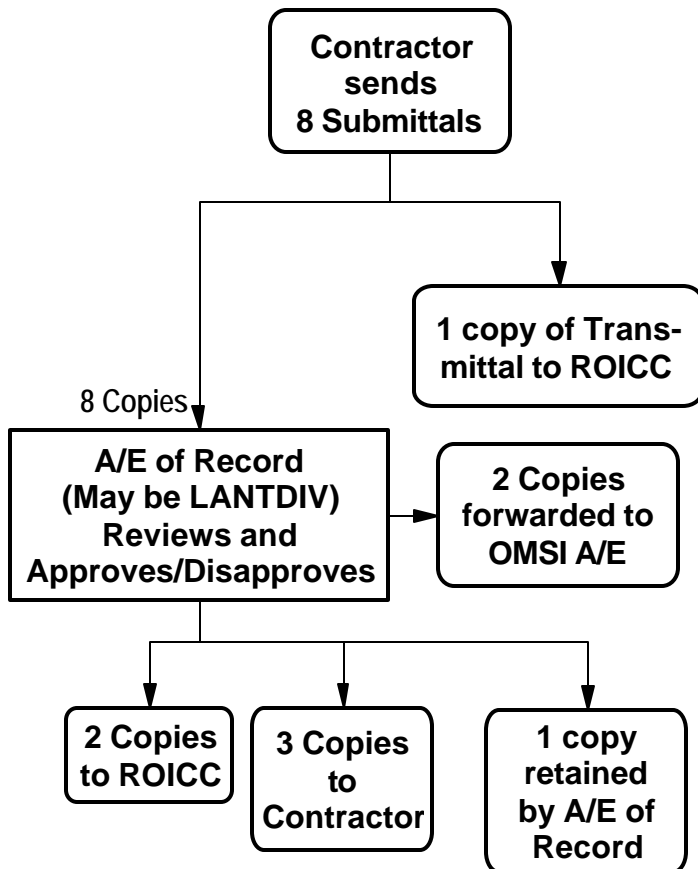 Contractor
sends
8 Submittals
1 copy of Trans-
mittal to ROICC
8 Copies
A/E of Record
(May be LANTDIV)
Reviews and
Approves/Disapproves
2 Copies
forwarded to
OMSI A/E
2 Copies
to ROICC
3 Copies
to
Contractor
1 copy
retained
by A/E of
Record